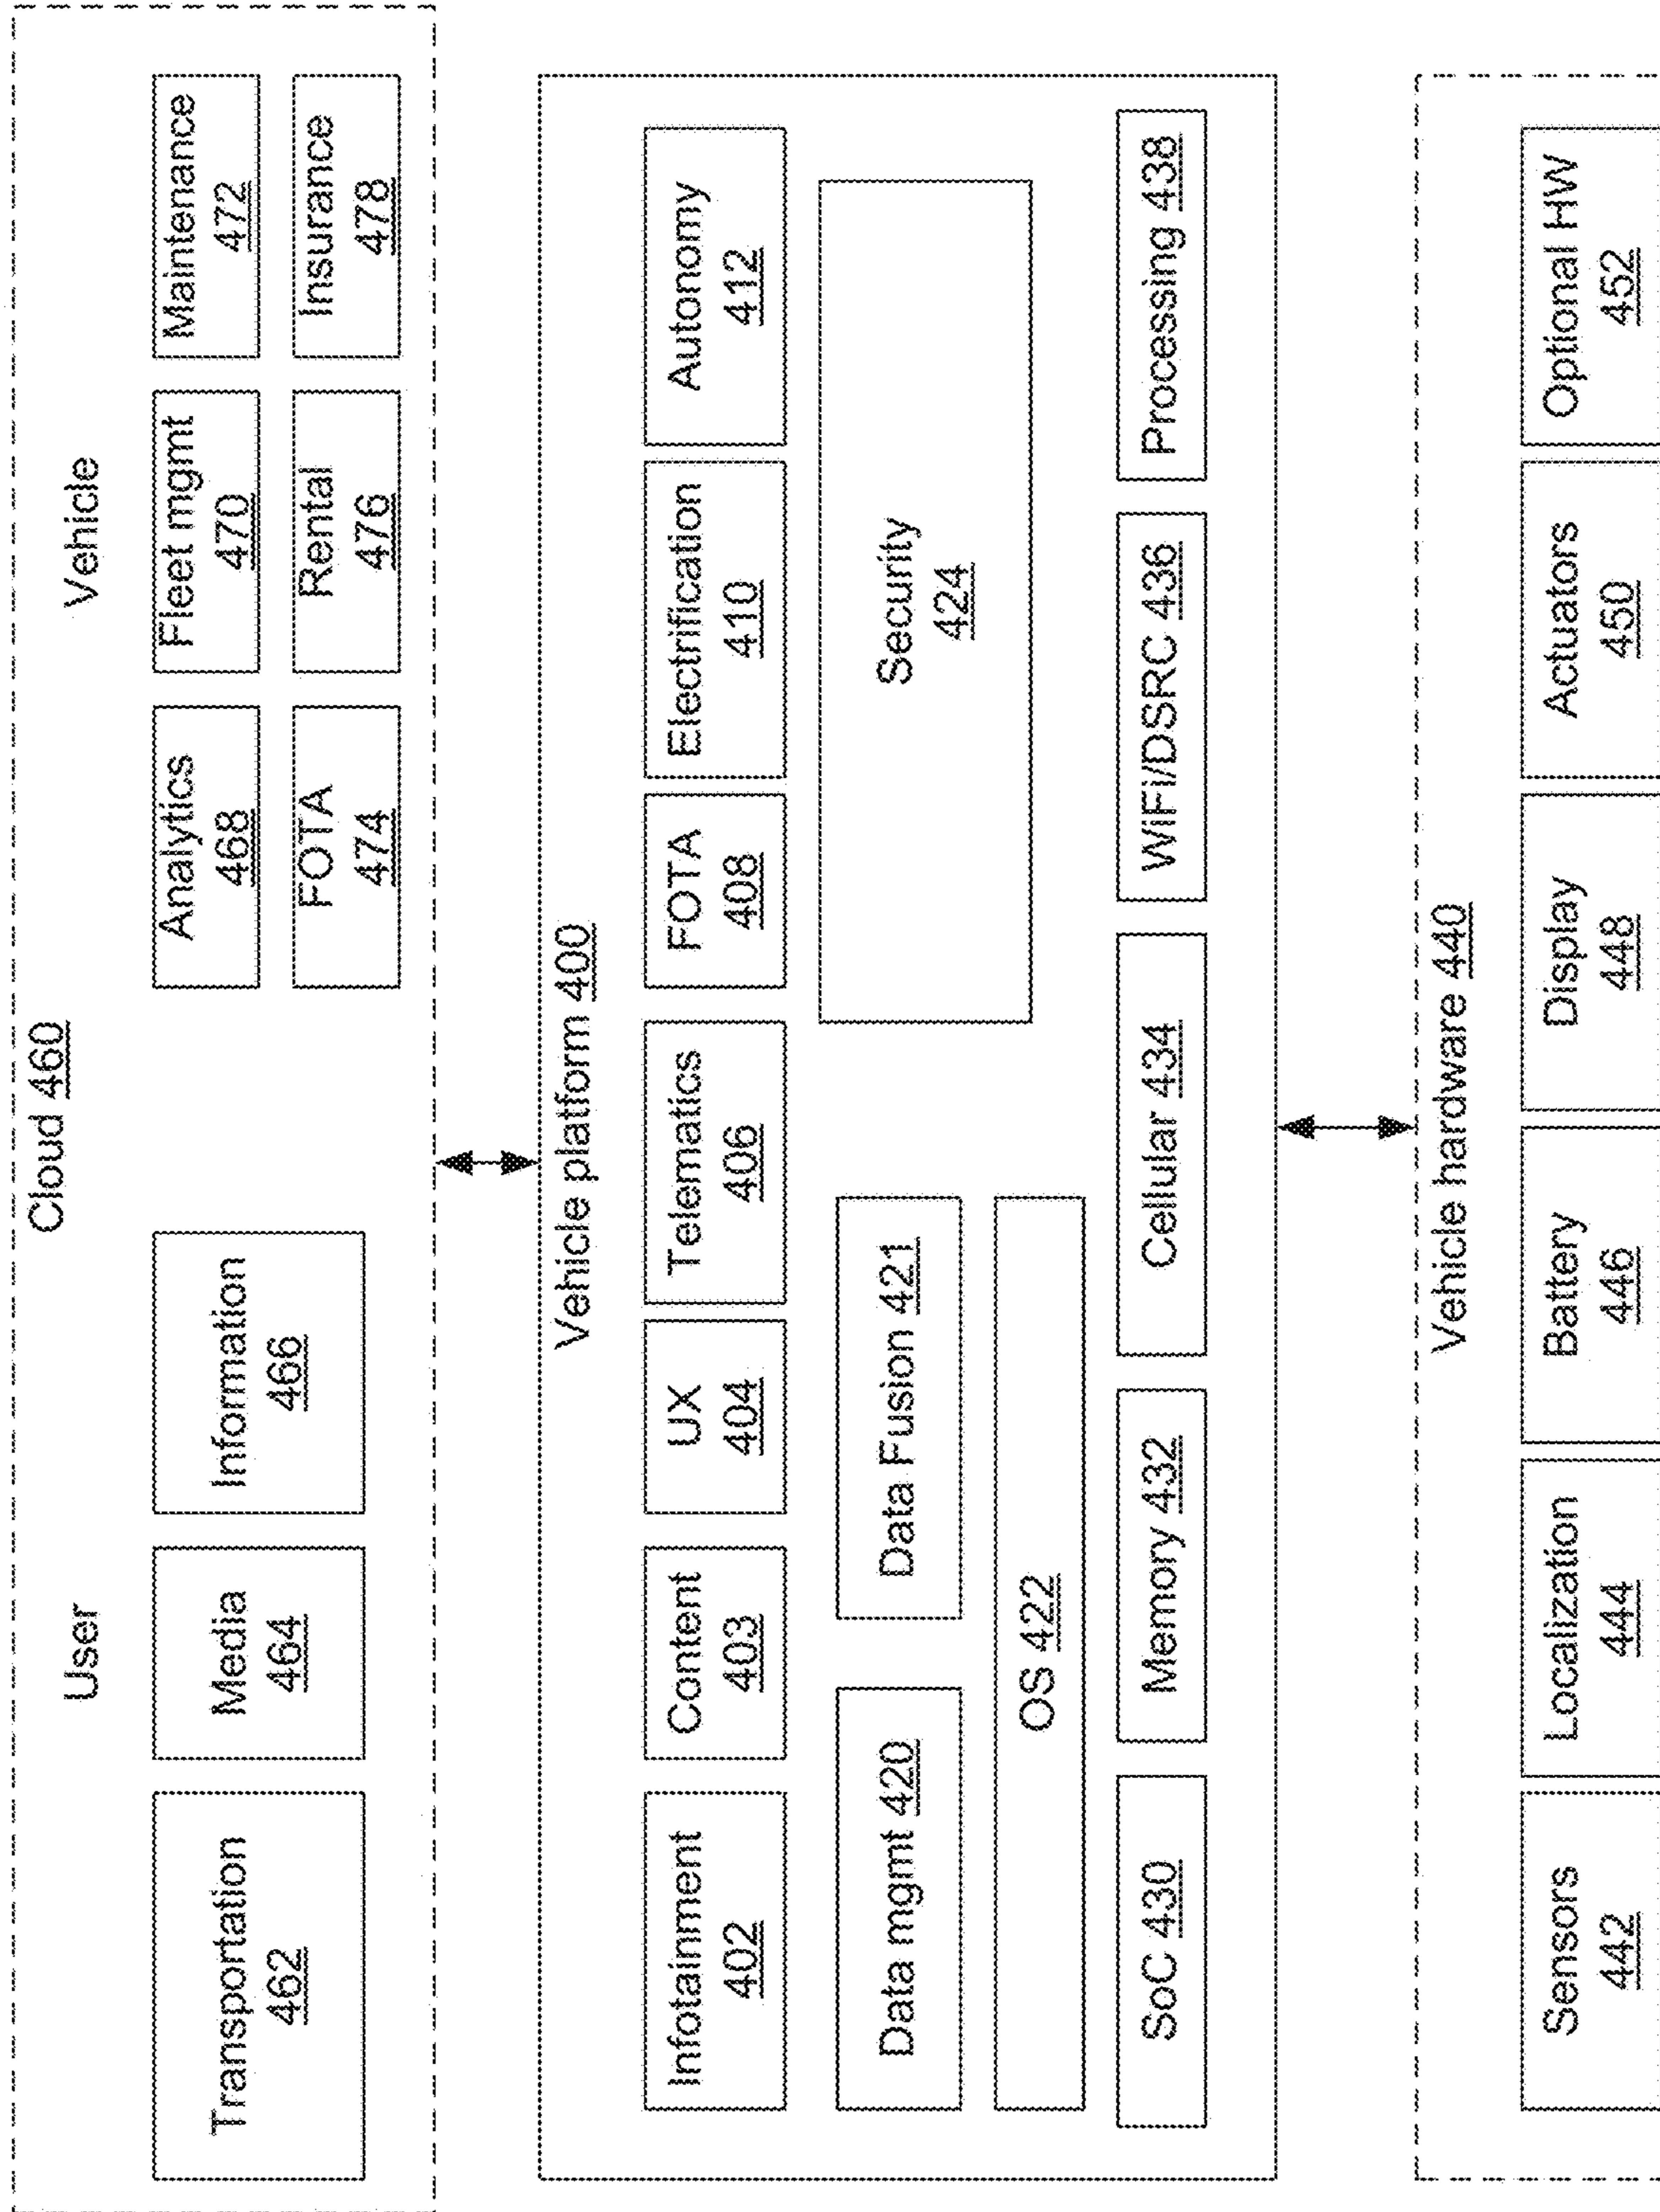 Cloud 460
User
Vehicle
Transportation
462
Media
464
Information
466
Analytics
468
Fleet mgmt
470
Maintenance
472
FOTA
474
Rental
476
Insurance
478
Vehicle platform 400
Infotainment
402
Content
403
UX
404
Telematics
406
FOTA
408
Electrification
410
Autonomy
412
Data mgmt 420
Data Fusion 421
Security
424
OS 422
SoC 430
Memory 432
Cellular 434
WiFi/DSRC 436
Processing 438
Vehicle hardware 440
Sensors
442
Localization
444
Battery
446
Display
448
Actuators
450
Optional HW
452